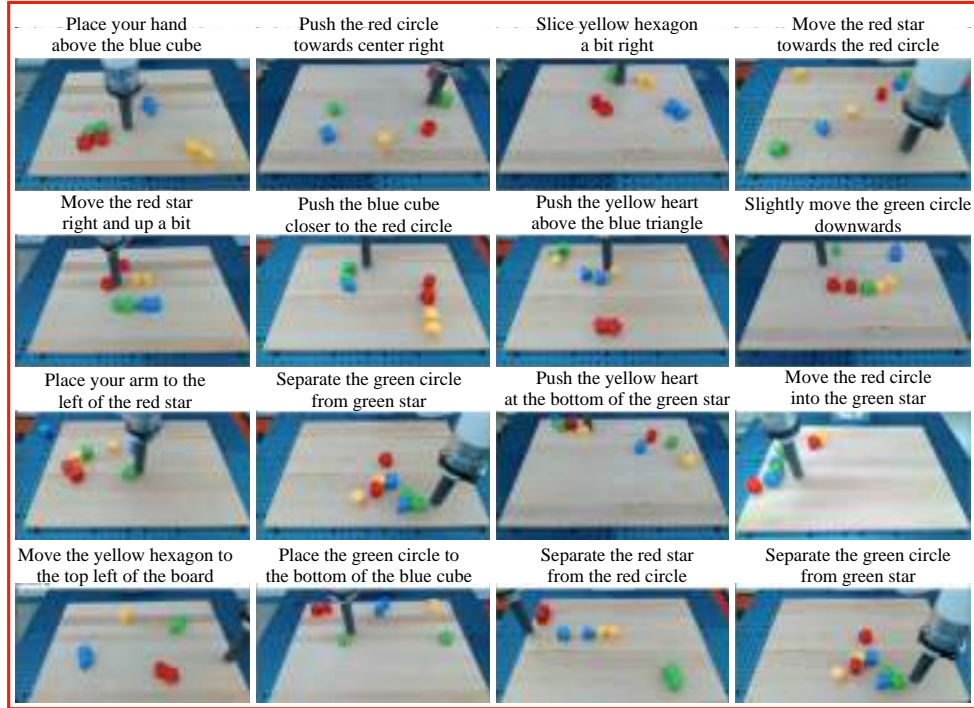 Place your hand
above the blue cube
Push the red circle
towards center right
Slice yellow hexagon
a bit right
Move the red star
towards the red circle
Move the red star
right and up a bit
Push the blue cube
closer to the red circle
Push the yellow heart
above the blue triangle
Slightly move the green circle
downwards
Place your arm to the
left of the red star
Separate the green circle
from green star
Push the yellow heart
at the bottom of the green star
Move the red circle
into the green star
Move the yellow hexagon to
the top left of the board
Place the green circle to
the bottom of the blue cube
Separate the red star
from the red circle
Separate the green circle
from green star